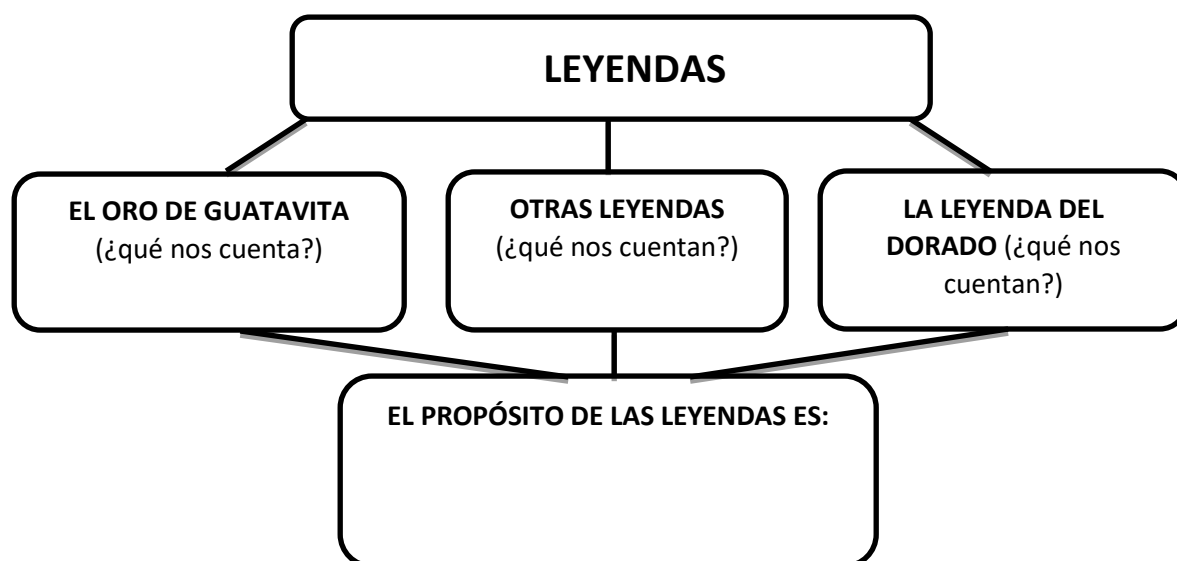 LEYENDAS
EL ORO DE GUATAVITA
(¿qué nos cuenta?)
OTRAS LEYENDAS
(¿qué nos cuentan?)
LA LEYENDA DEL
DORADO (¿qué nos
cuentan?)
EL PROPÓSITO DE LAS LEYENDAS ES: